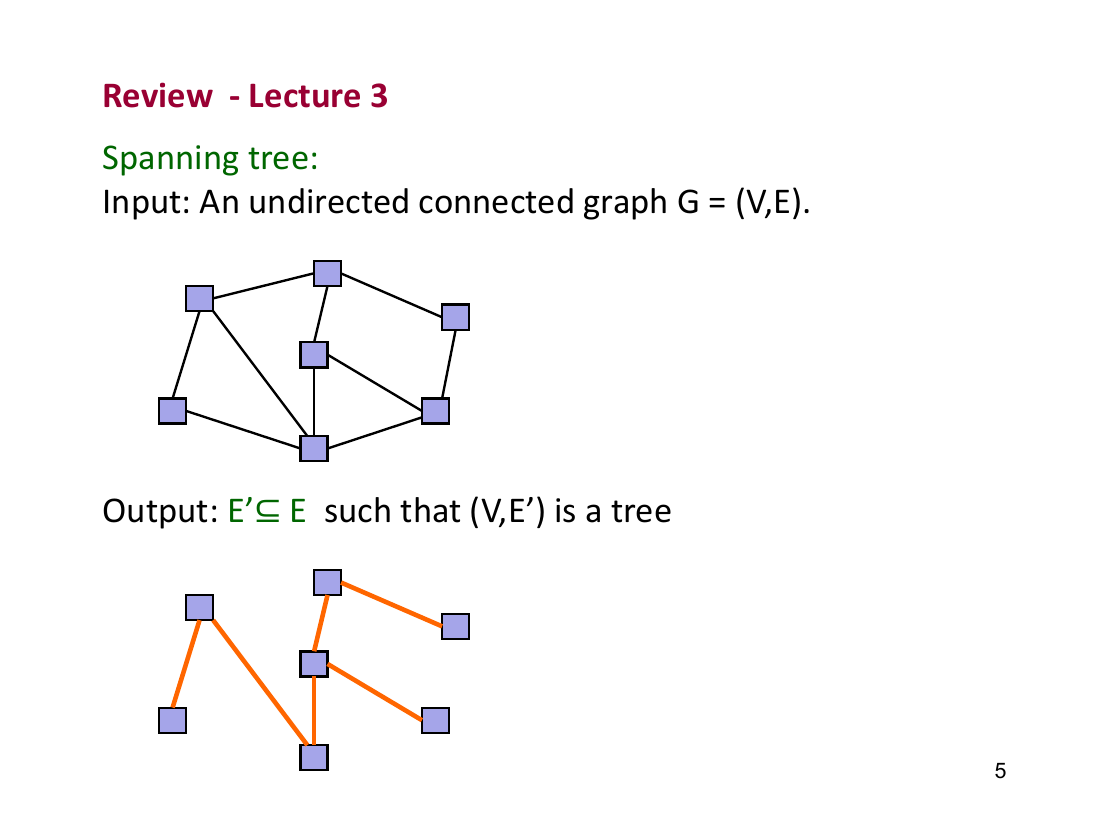 Review - Lecture 3
Spanning tree:
Input: An undirected connected graph G = (V,E).
Output: E’⊆ E such that (V,E’) is a tree
5